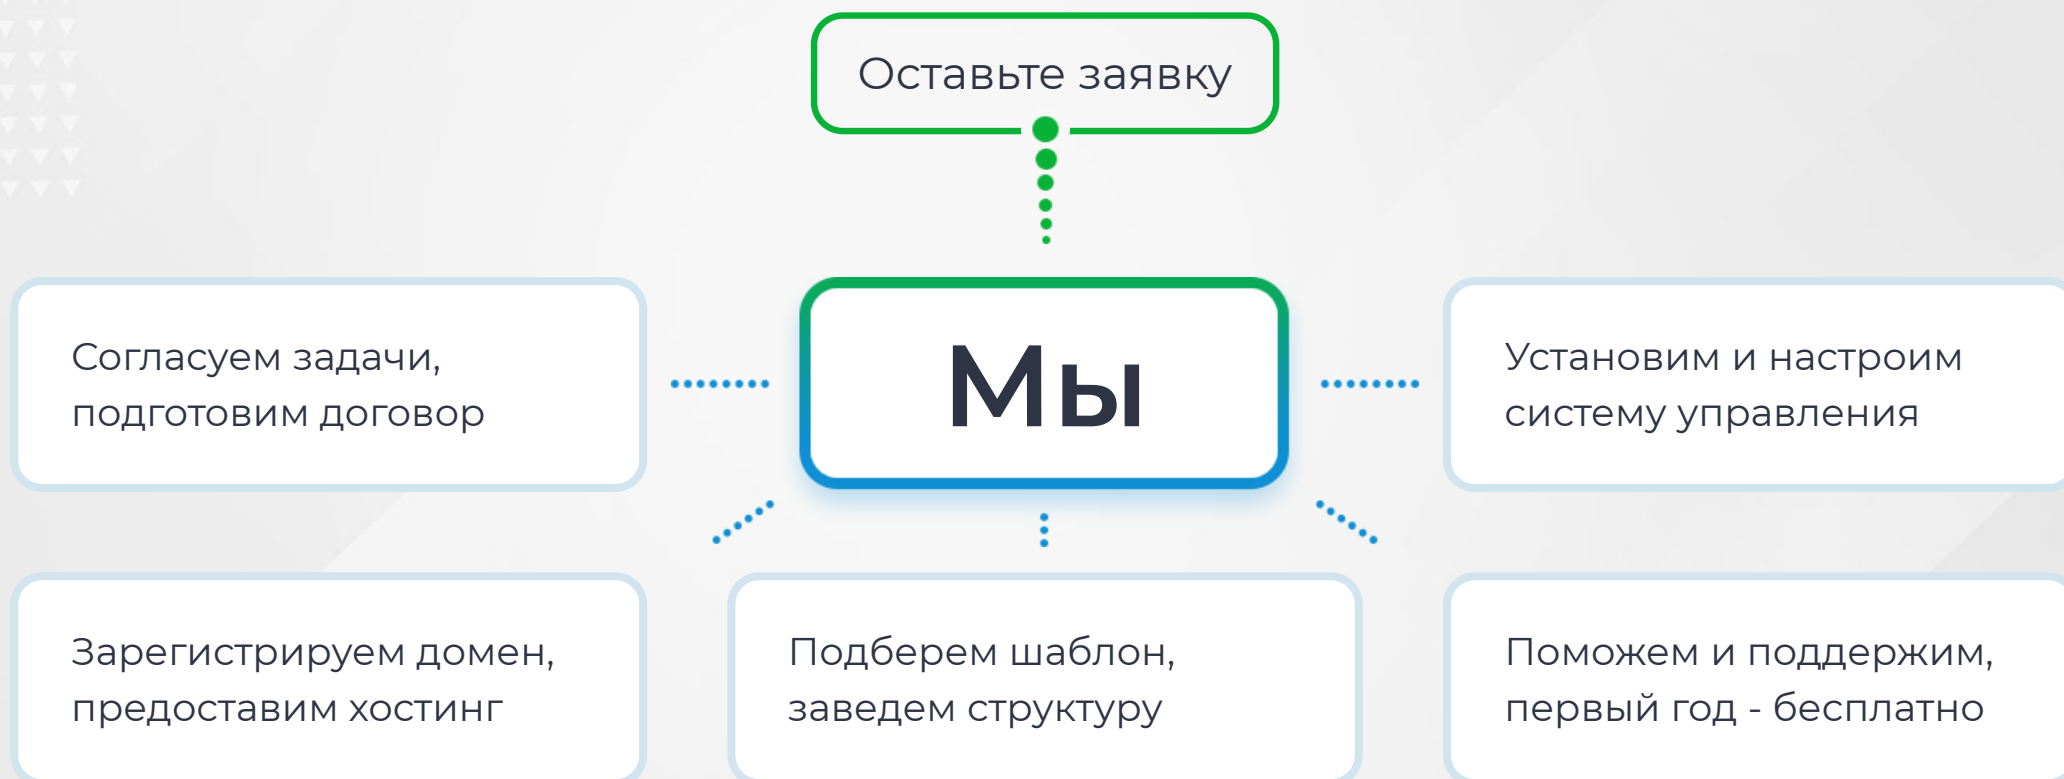 Оставьте заявку
Согласуем задачи,
подготовим договор
Мы
Установим и настроим
систему управления
Зарегистрируем домен,
предоставим хостинг
Подберем шаблон,
заведем структуру
Поможем и поддержим,
первый год - бесплатно